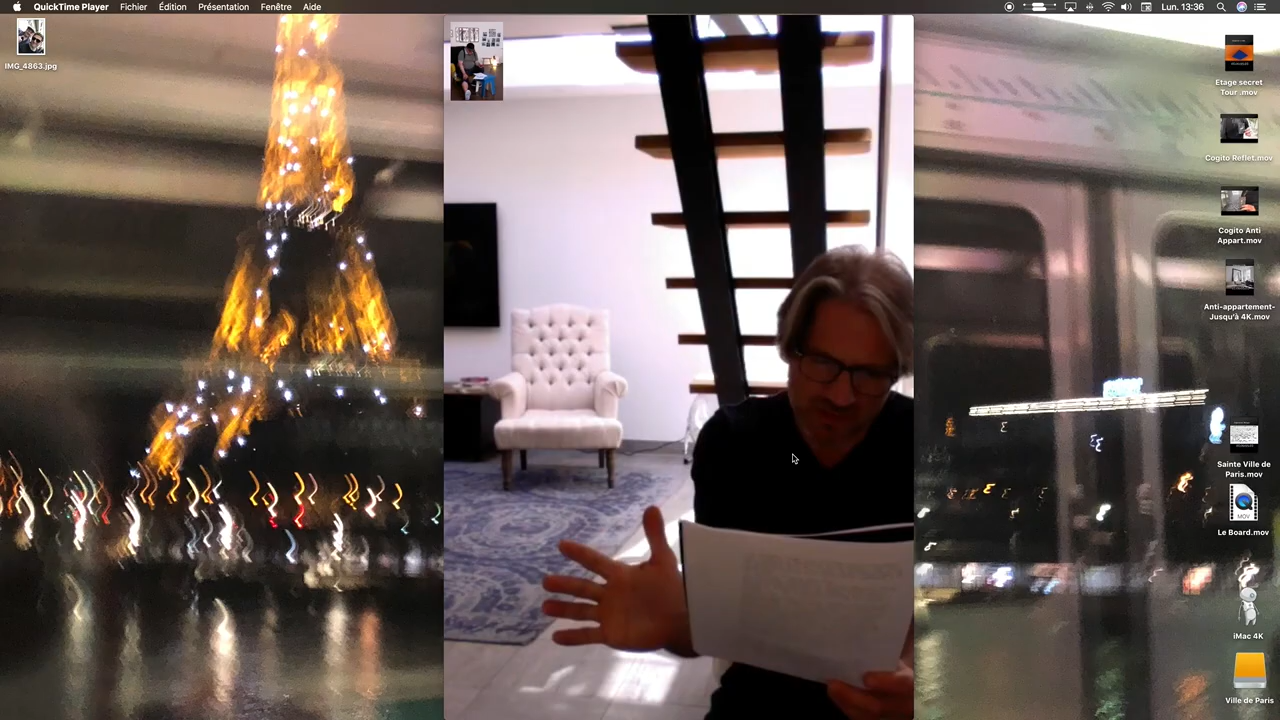 QuickTime Player Fichier Édition Présentation Fenêtre Aide Lun. 13:36
IMG_4863.jpg
Etage secret
Tour .mov
Cogito Reflet.mov
Cogito Anti
Appart.mov
Anti-appartement-
Jusqu'à 4K.mov
Sainte Ville de
Paris.mov
MOV
Le Board.mov
iMac 4K
Ville de Paris